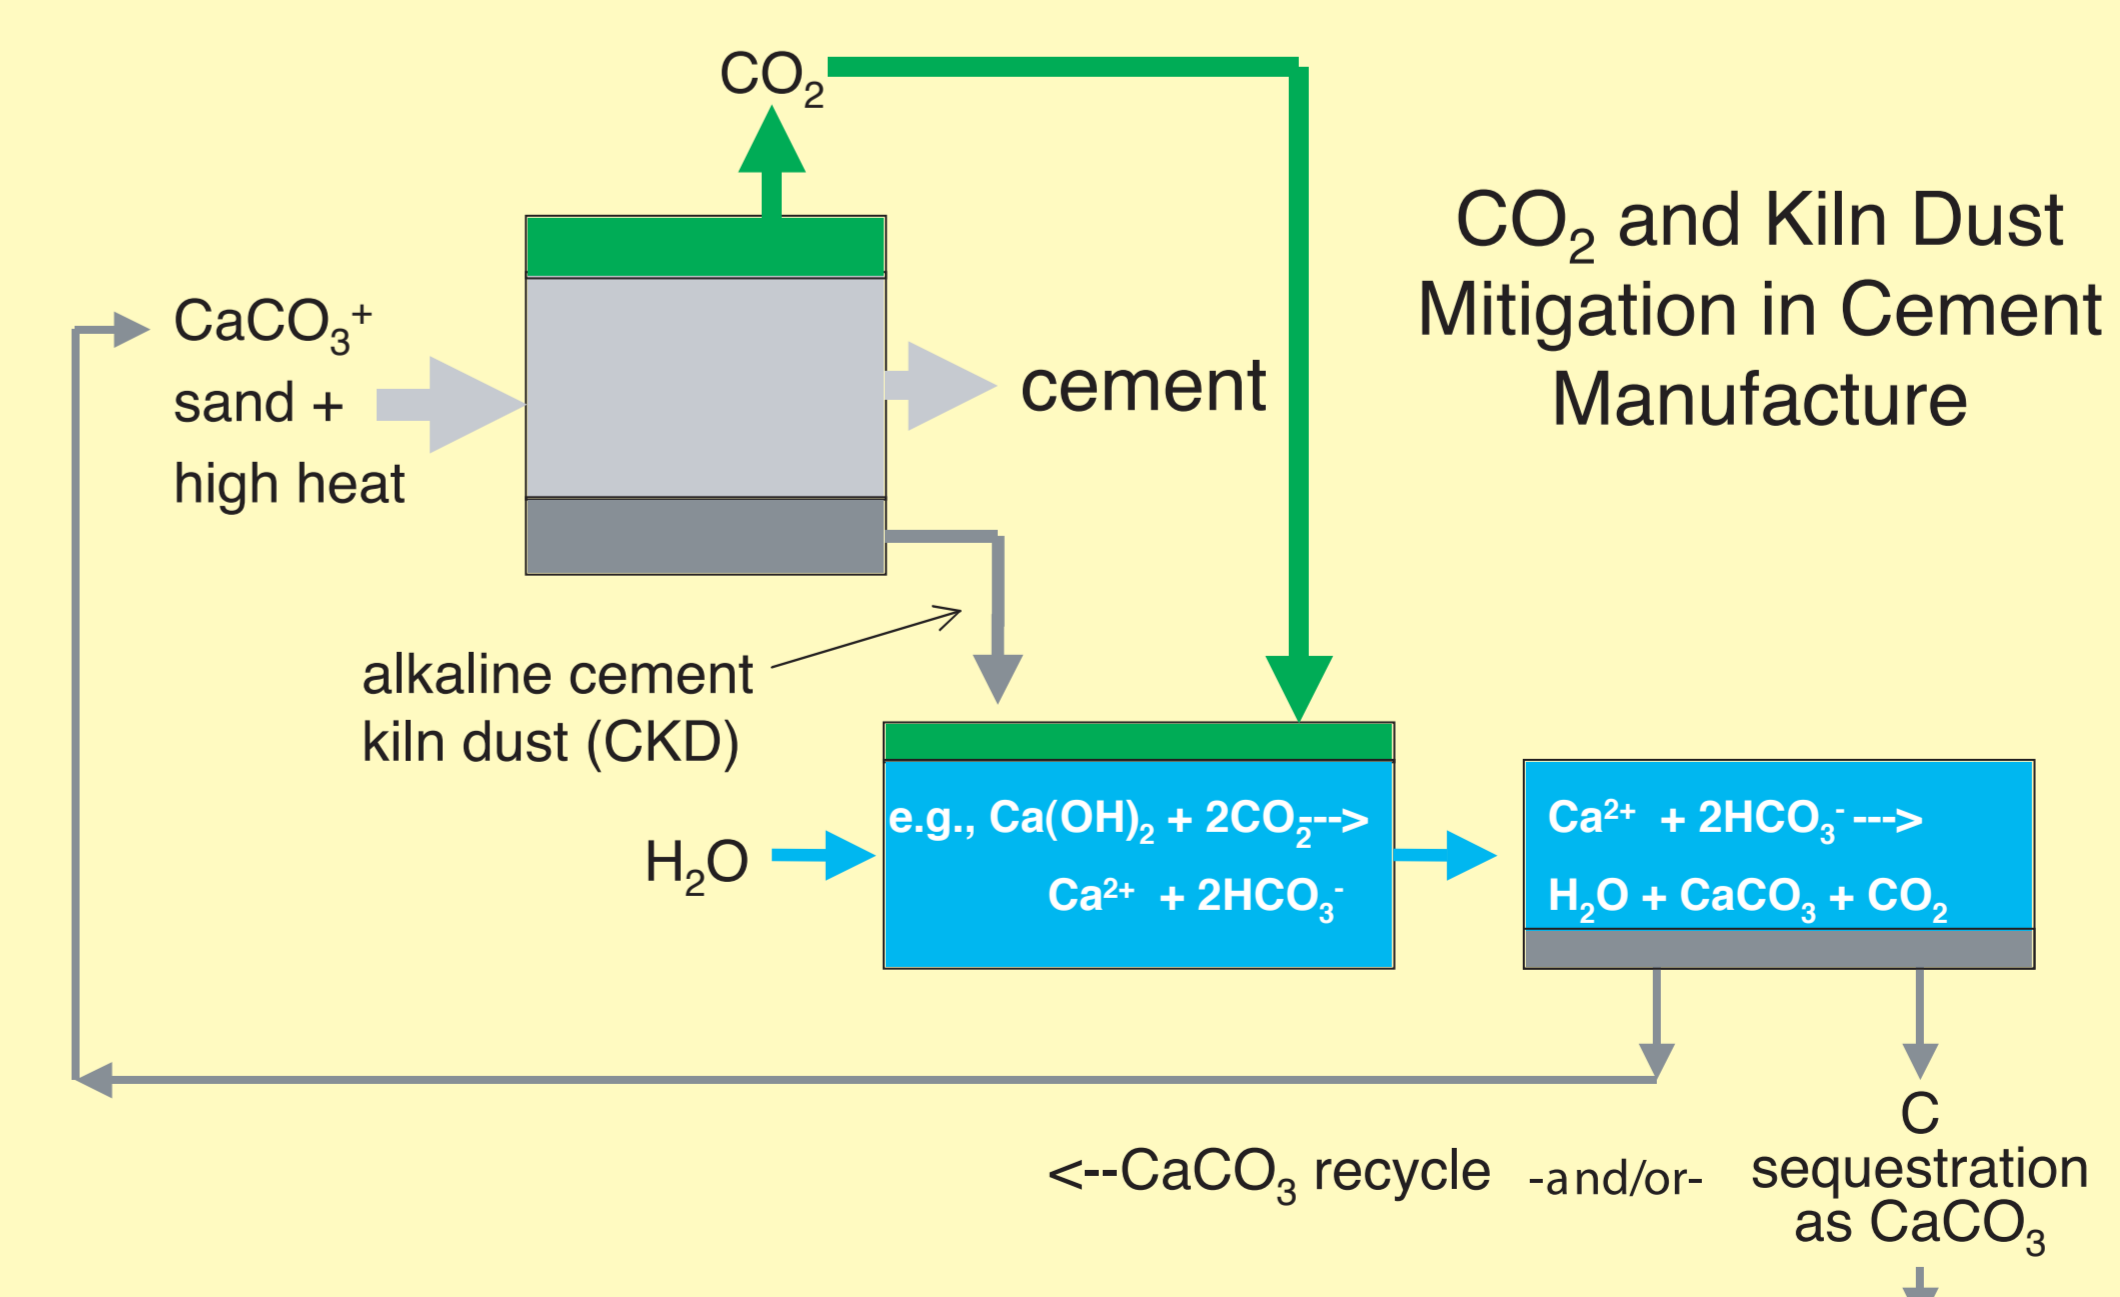 CO₂
CO₂ and Kiln Dust
Mitigation in Cement
Manufacture
CaCO₃⁺
sand +
high heat
cement
alkaline cement
kiln dust (CKD)
H₂O
e.g., Ca(OH)₂ + 2CO₂--->
Ca²⁺ + 2HCO₃⁻
Ca²⁺ + 2HCO₃⁻ --->
H₂O + CaCO₃ + CO₂
<--CaCO₃ recycle
-and/or-
C
sequestration
as CaCO₃